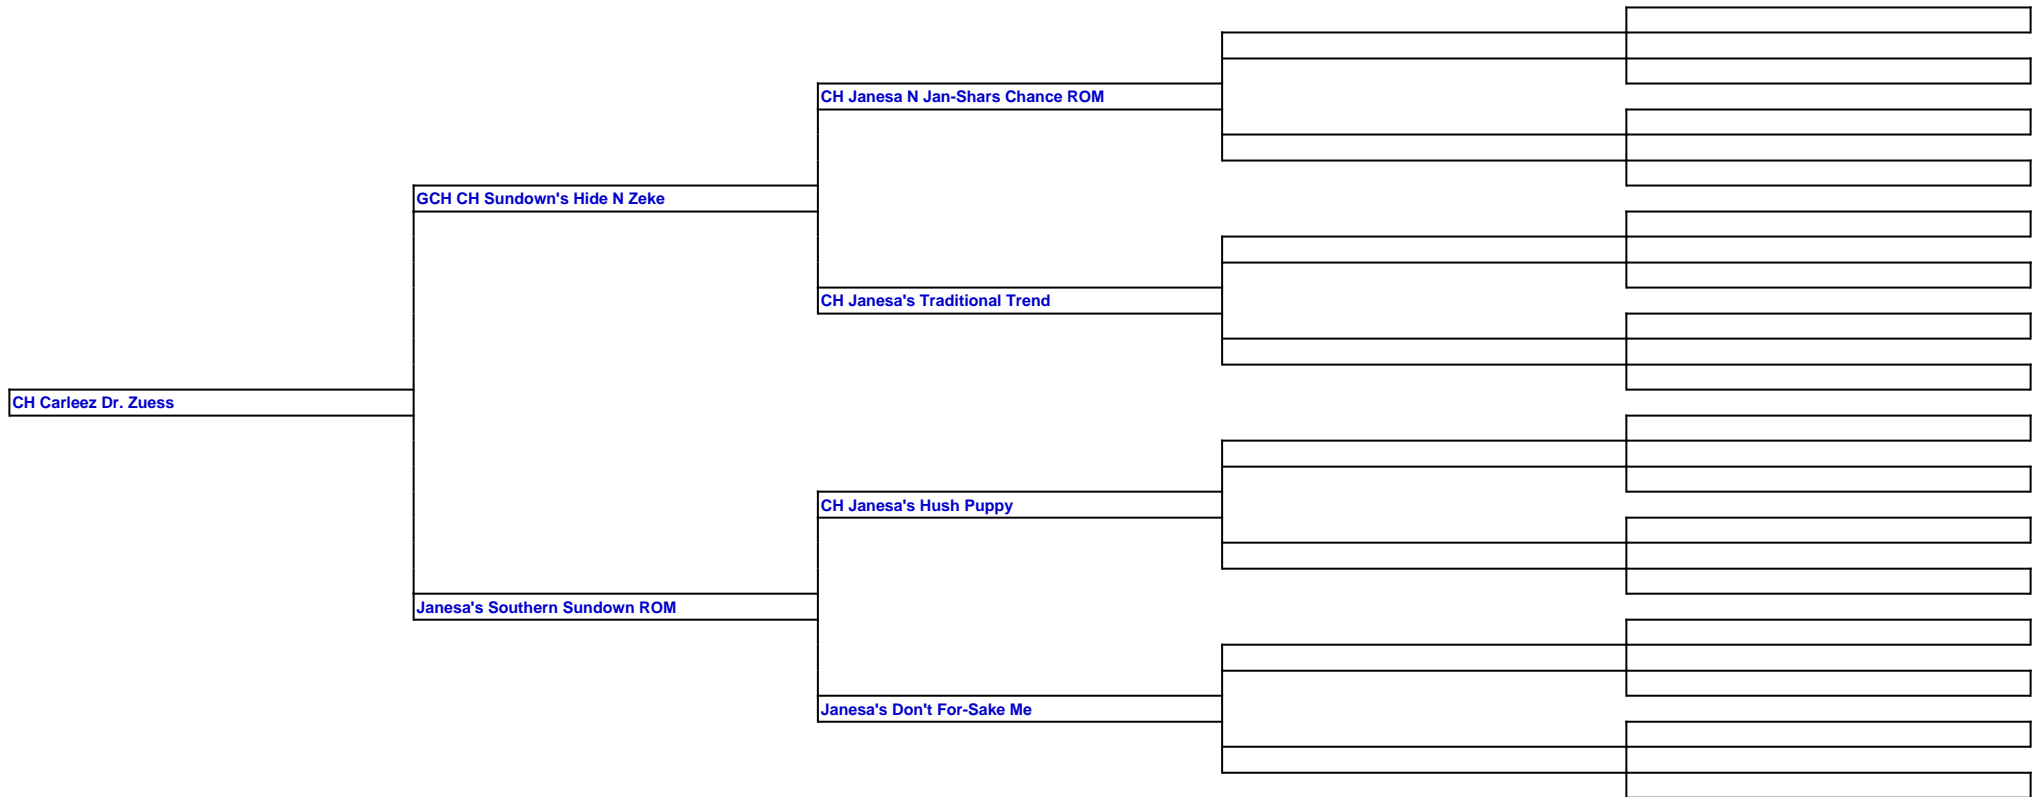 CH Janesa N Jan-Shars Chance ROM
GCH CH Sundown's Hide N Zeke
CH Janesa's Traditional Trend
CH Carleez Dr. Zuess
CH Janesa's Hush Puppy
Janesa's Southern Sundown ROM
Janesa's Don't For-Sake Me